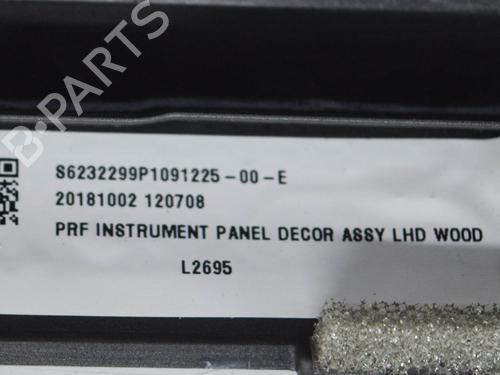 B-PARTS
S6232299P1091225-00-E
20181002 120708
PRF INSTRUMENT PANEL DECOR ASSY LHD WOOD
L2695